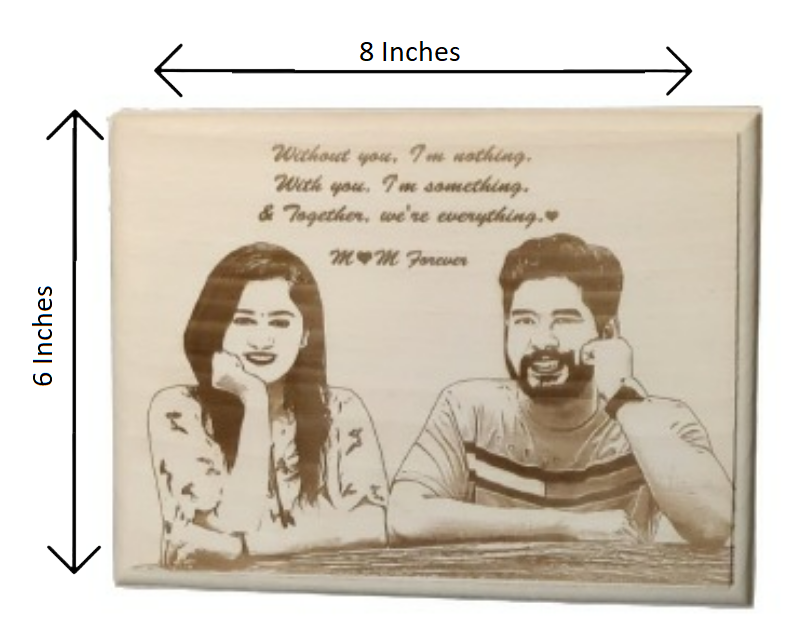 8 Inches
6 Inches
Without you, I'm nothing.
With you, I'm something.
& Together, we're everything.❤
M❤M Forever